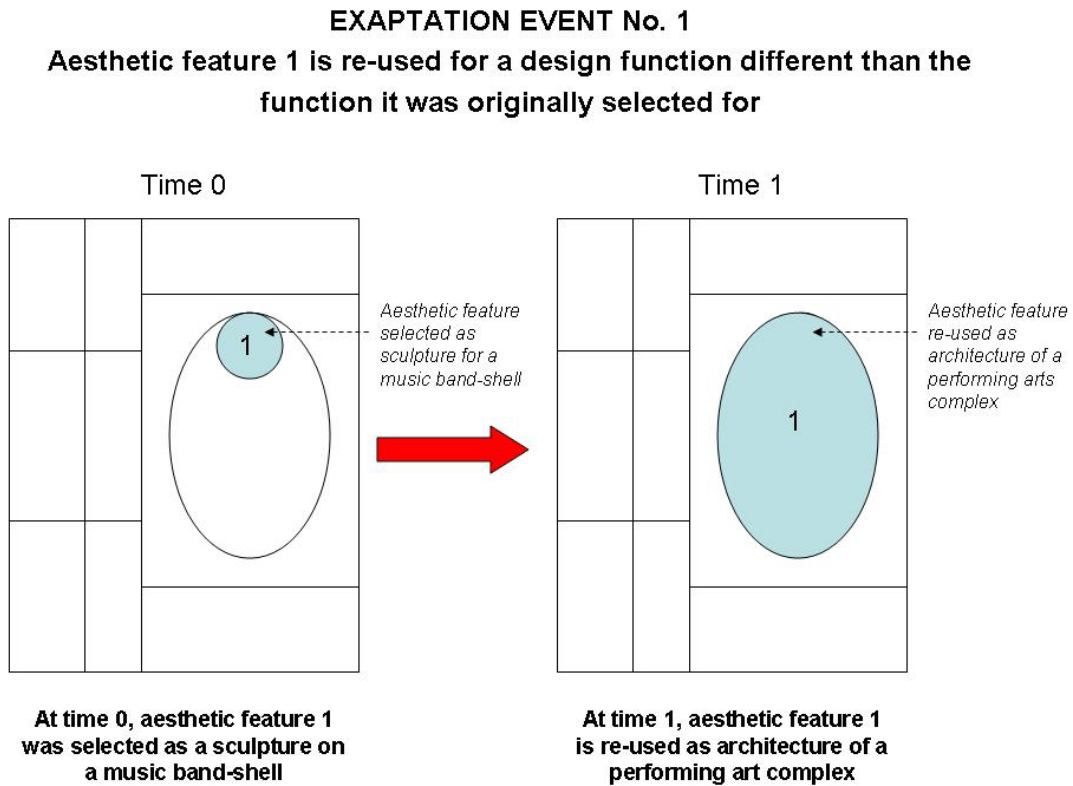 EXAPTATION EVENT No. 1
Aesthetic feature 1 is re-used for a design function different than the
function it was originally selected for
Time 0
Time 1
1
Aesthetic feature
selected as
sculpture for a
music band-shell
1
Aesthetic feature
re-used as
architecture of a
performing arts
complex
At time 0, aesthetic feature 1
was selected as a sculpture on
a music band-shell
At time 1, aesthetic feature 1
is re-used as architecture of a
performing art complex